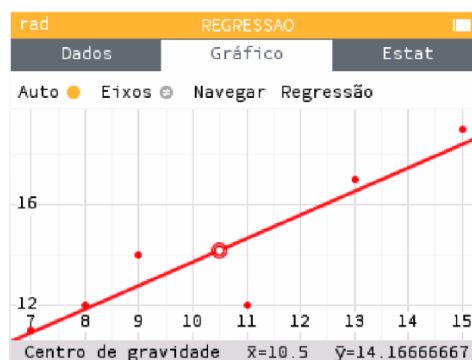 rad REGRESSAO
Dados Gráfico Estat
Auto Eixos Navegar Regressão
16
12
7 8 9 10 11 12 13 14 15
Centro de gravidade x̅=10.5 y̅=14.16666667